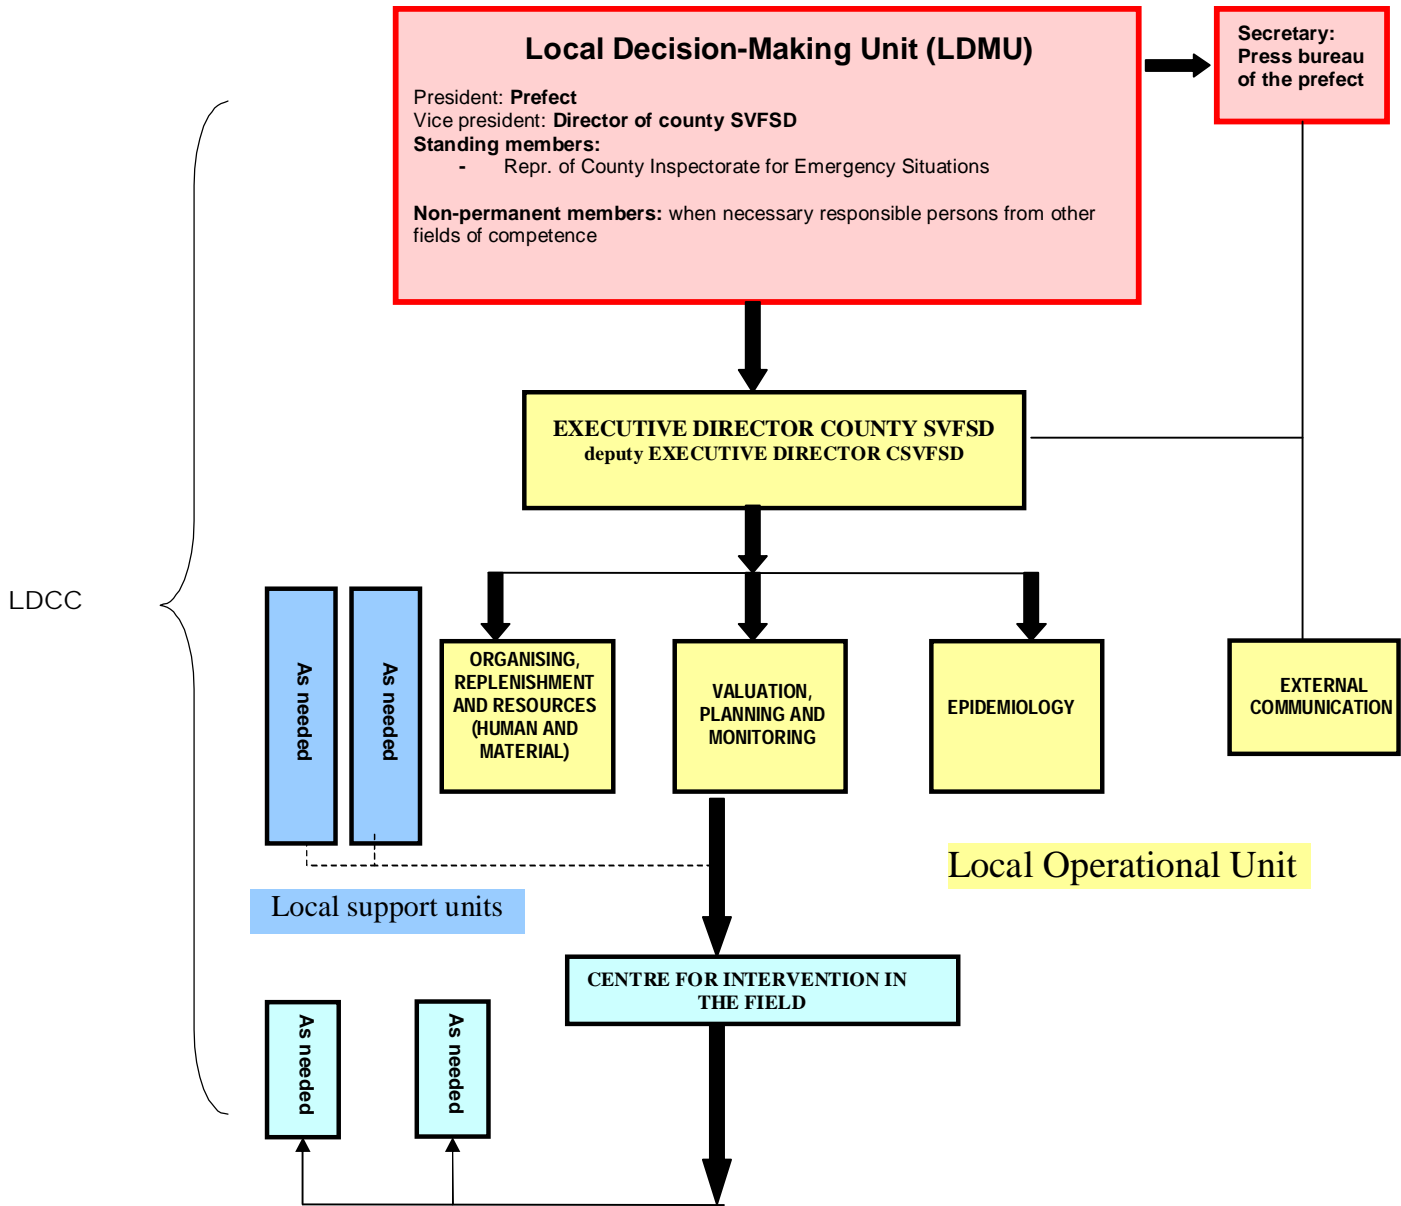 Local Decision-Making Unit (LDMU)
President: Prefect
Vice president: Director of county SVFSD
Standing members:
- Repr. of County Inspectorate for Emergency Situations
Non-permanent members: when necessary responsible persons from other
fields of competence
Secretary:
Press bureau
of the prefect
EXECUTIVE DIRECTOR COUNTY SVFSD
deputy EXECUTIVE DIRECTOR CSVFSD
LDCC
As needed
As needed
ORGANISING,
REPLENISHMENT
AND RESOURCES
(HUMAN AND
MATERIAL)
VALUATION,
PLANNING AND
MONITORING
EPIDEMIOLOGY
EXTERNAL
COMMUNICATION
Local Operational Unit
Local support units
CENTRE FOR INTERVENTION IN
THE FIELD
As needed
As needed